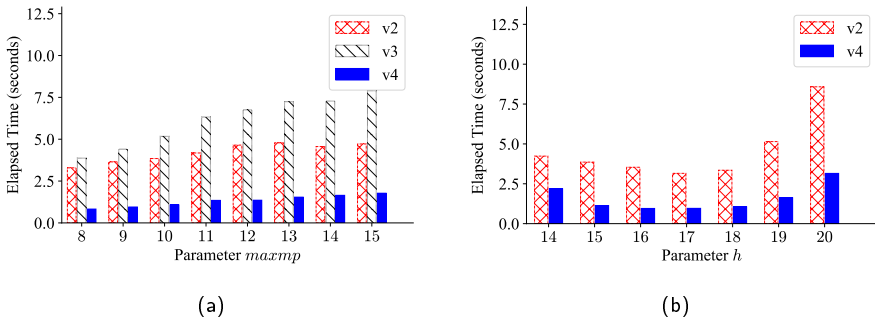 12.5
10.0
7.5
5.0
2.5
0.0
Elapsed Time (seconds)
v2
v3
v4
8 9 10 11 12 13 14 15
Parameter maxmp
(a)
12.5
10.0
7.5
5.0
2.5
0.0
Elapsed Time (seconds)
v2
v4
14 15 16 17 18 19 20
Parameter h
(b)